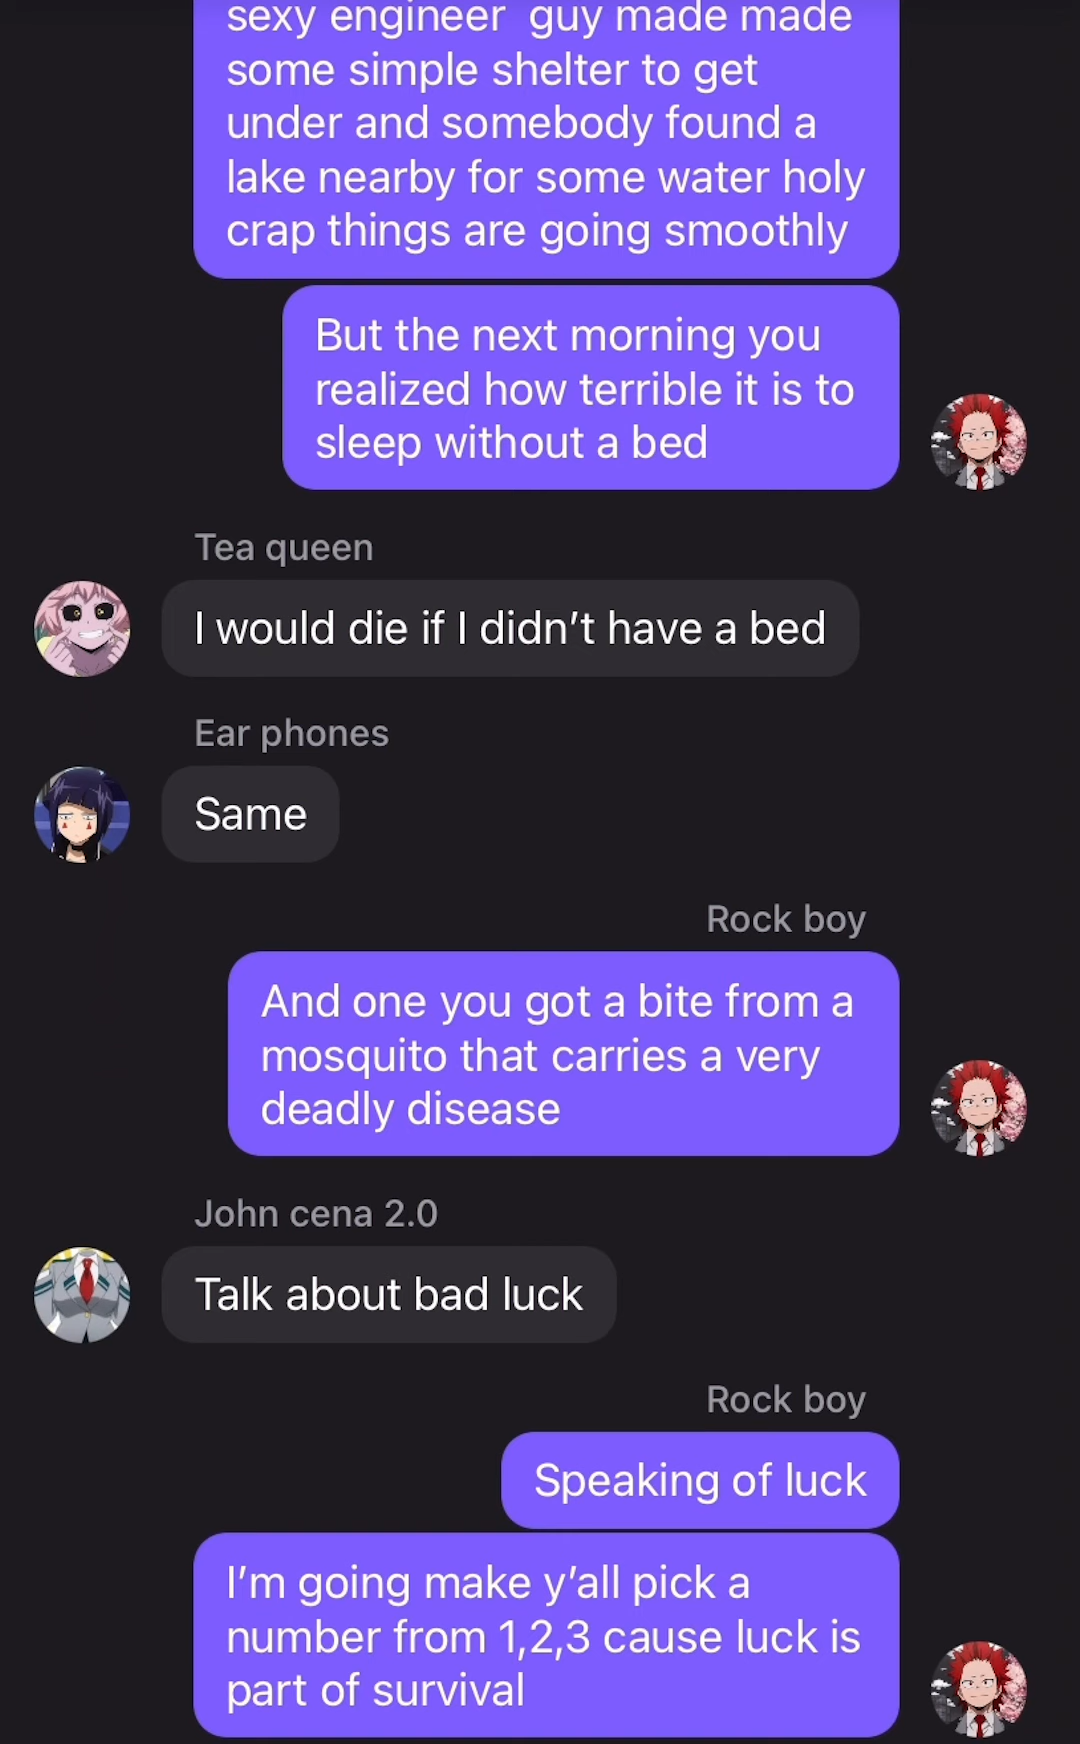 sexy engineer  guy made made
some simple shelter to get
under and somebody found a
lake nearby for some water holy
crap things are going smoothly
But the next morning you
realized how terrible it is to
sleep without a bed
Tea queen
I would die if I didn’t have a bed
Ear phones
Same
Rock boy
And one you got a bite from a
mosquito that carries a very
deadly disease
John cena 2.0
Talk about bad luck
Rock boy
Speaking of luck
I’m going make y’all pick a
number from 1,2,3 cause luck is
part of survival